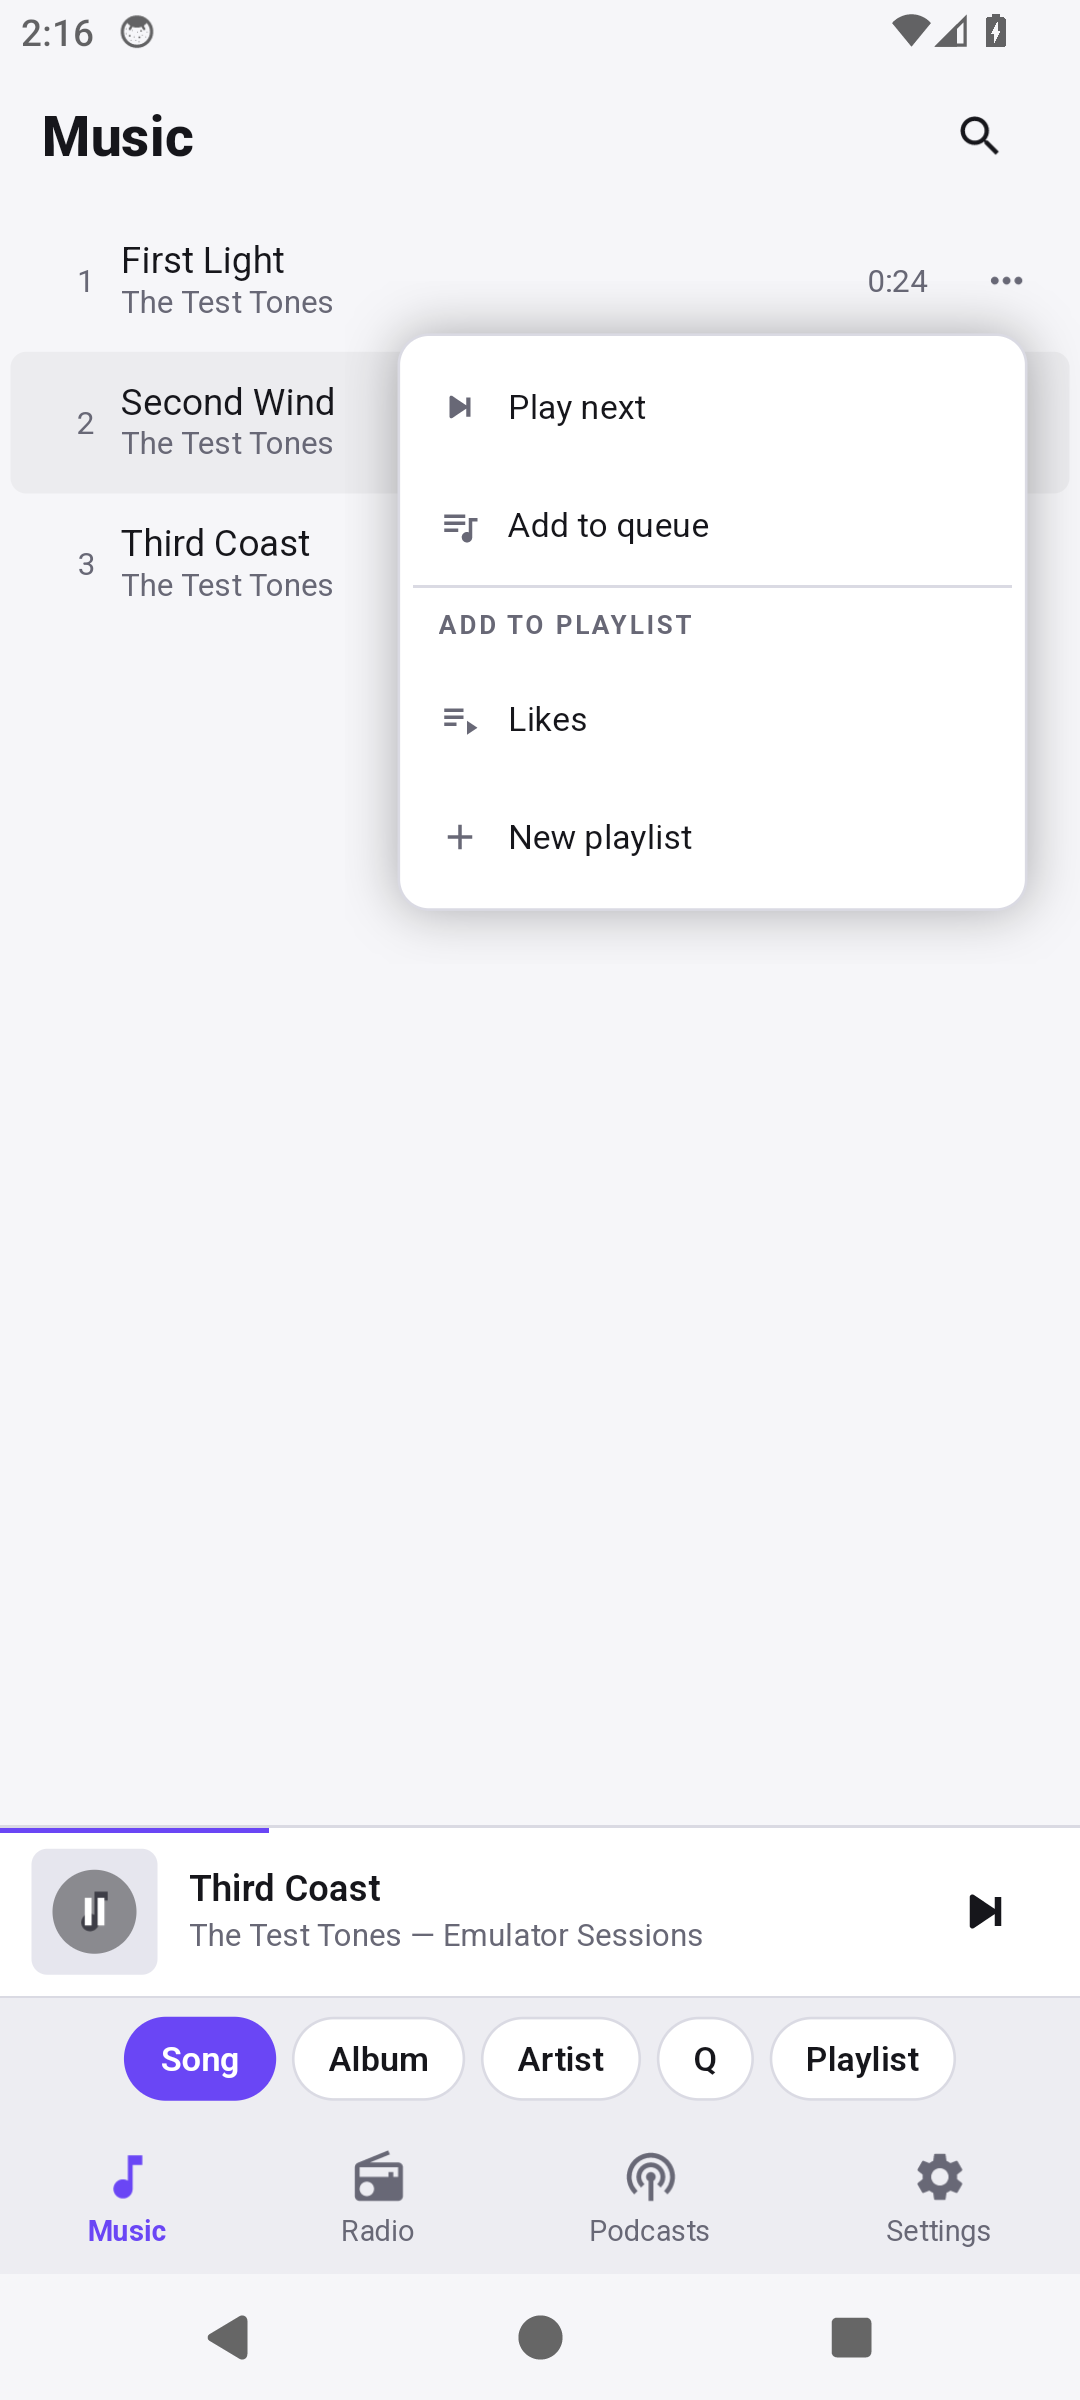 2:16
Music
1
First Light
The Test Tones
0:24
2
Second Wind
The Test Tones
3
Third Coast
The Test Tones
Play next
Add to queue
ADD TO PLAYLIST
Likes
New playlist
Third Coast
The Test Tones — Emulator Sessions
Song Album Artist Q Playlist
Music Radio Podcasts Settings